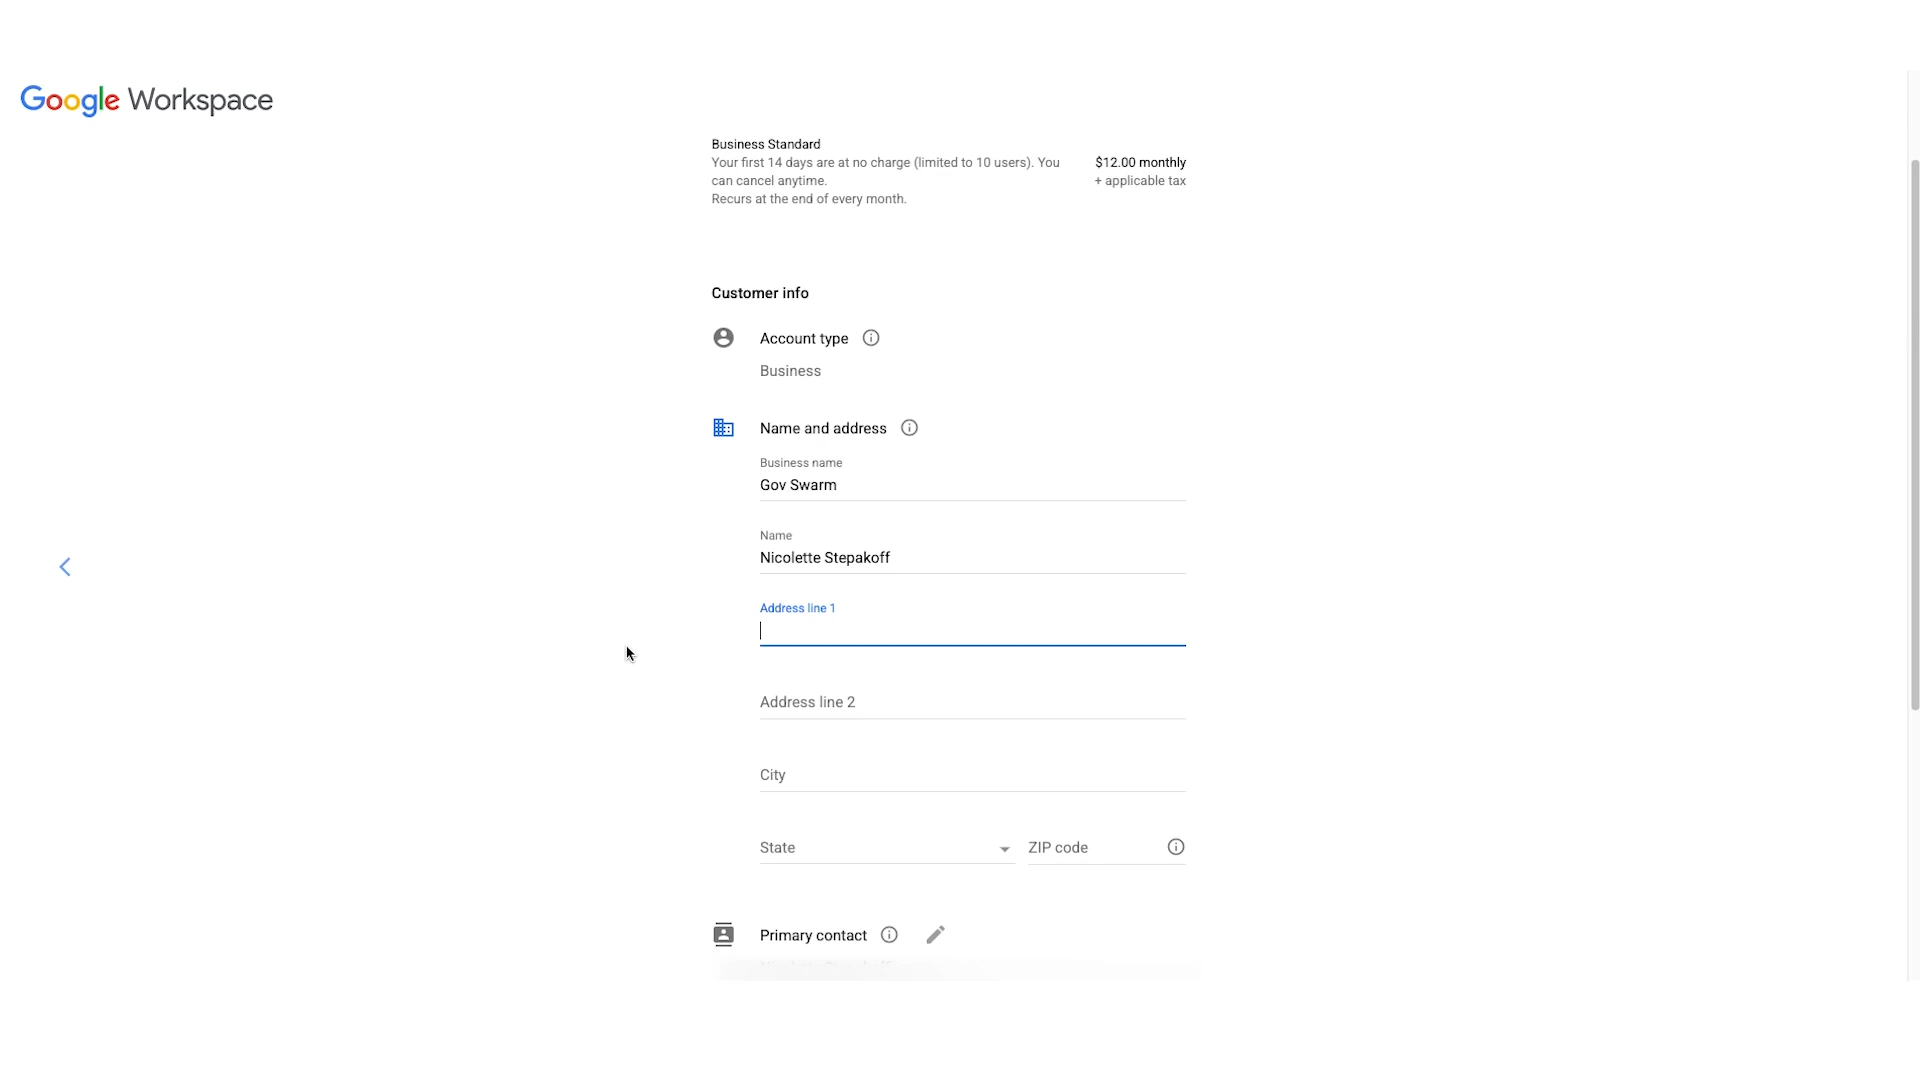 Google Workspace
Business Standard
Your first 14 days are at no charge (limited to 10 users). You
can cancel anytime.
Recurs at the end of every month.
$12.00 monthly
+ applicable tax
Customer info
Account type
Business
Name and address
Business name
Gov Swarm
Name
Nicolette Stepakoff
Address line 1
Address line 2
City
State
ZIP code
Primary contact